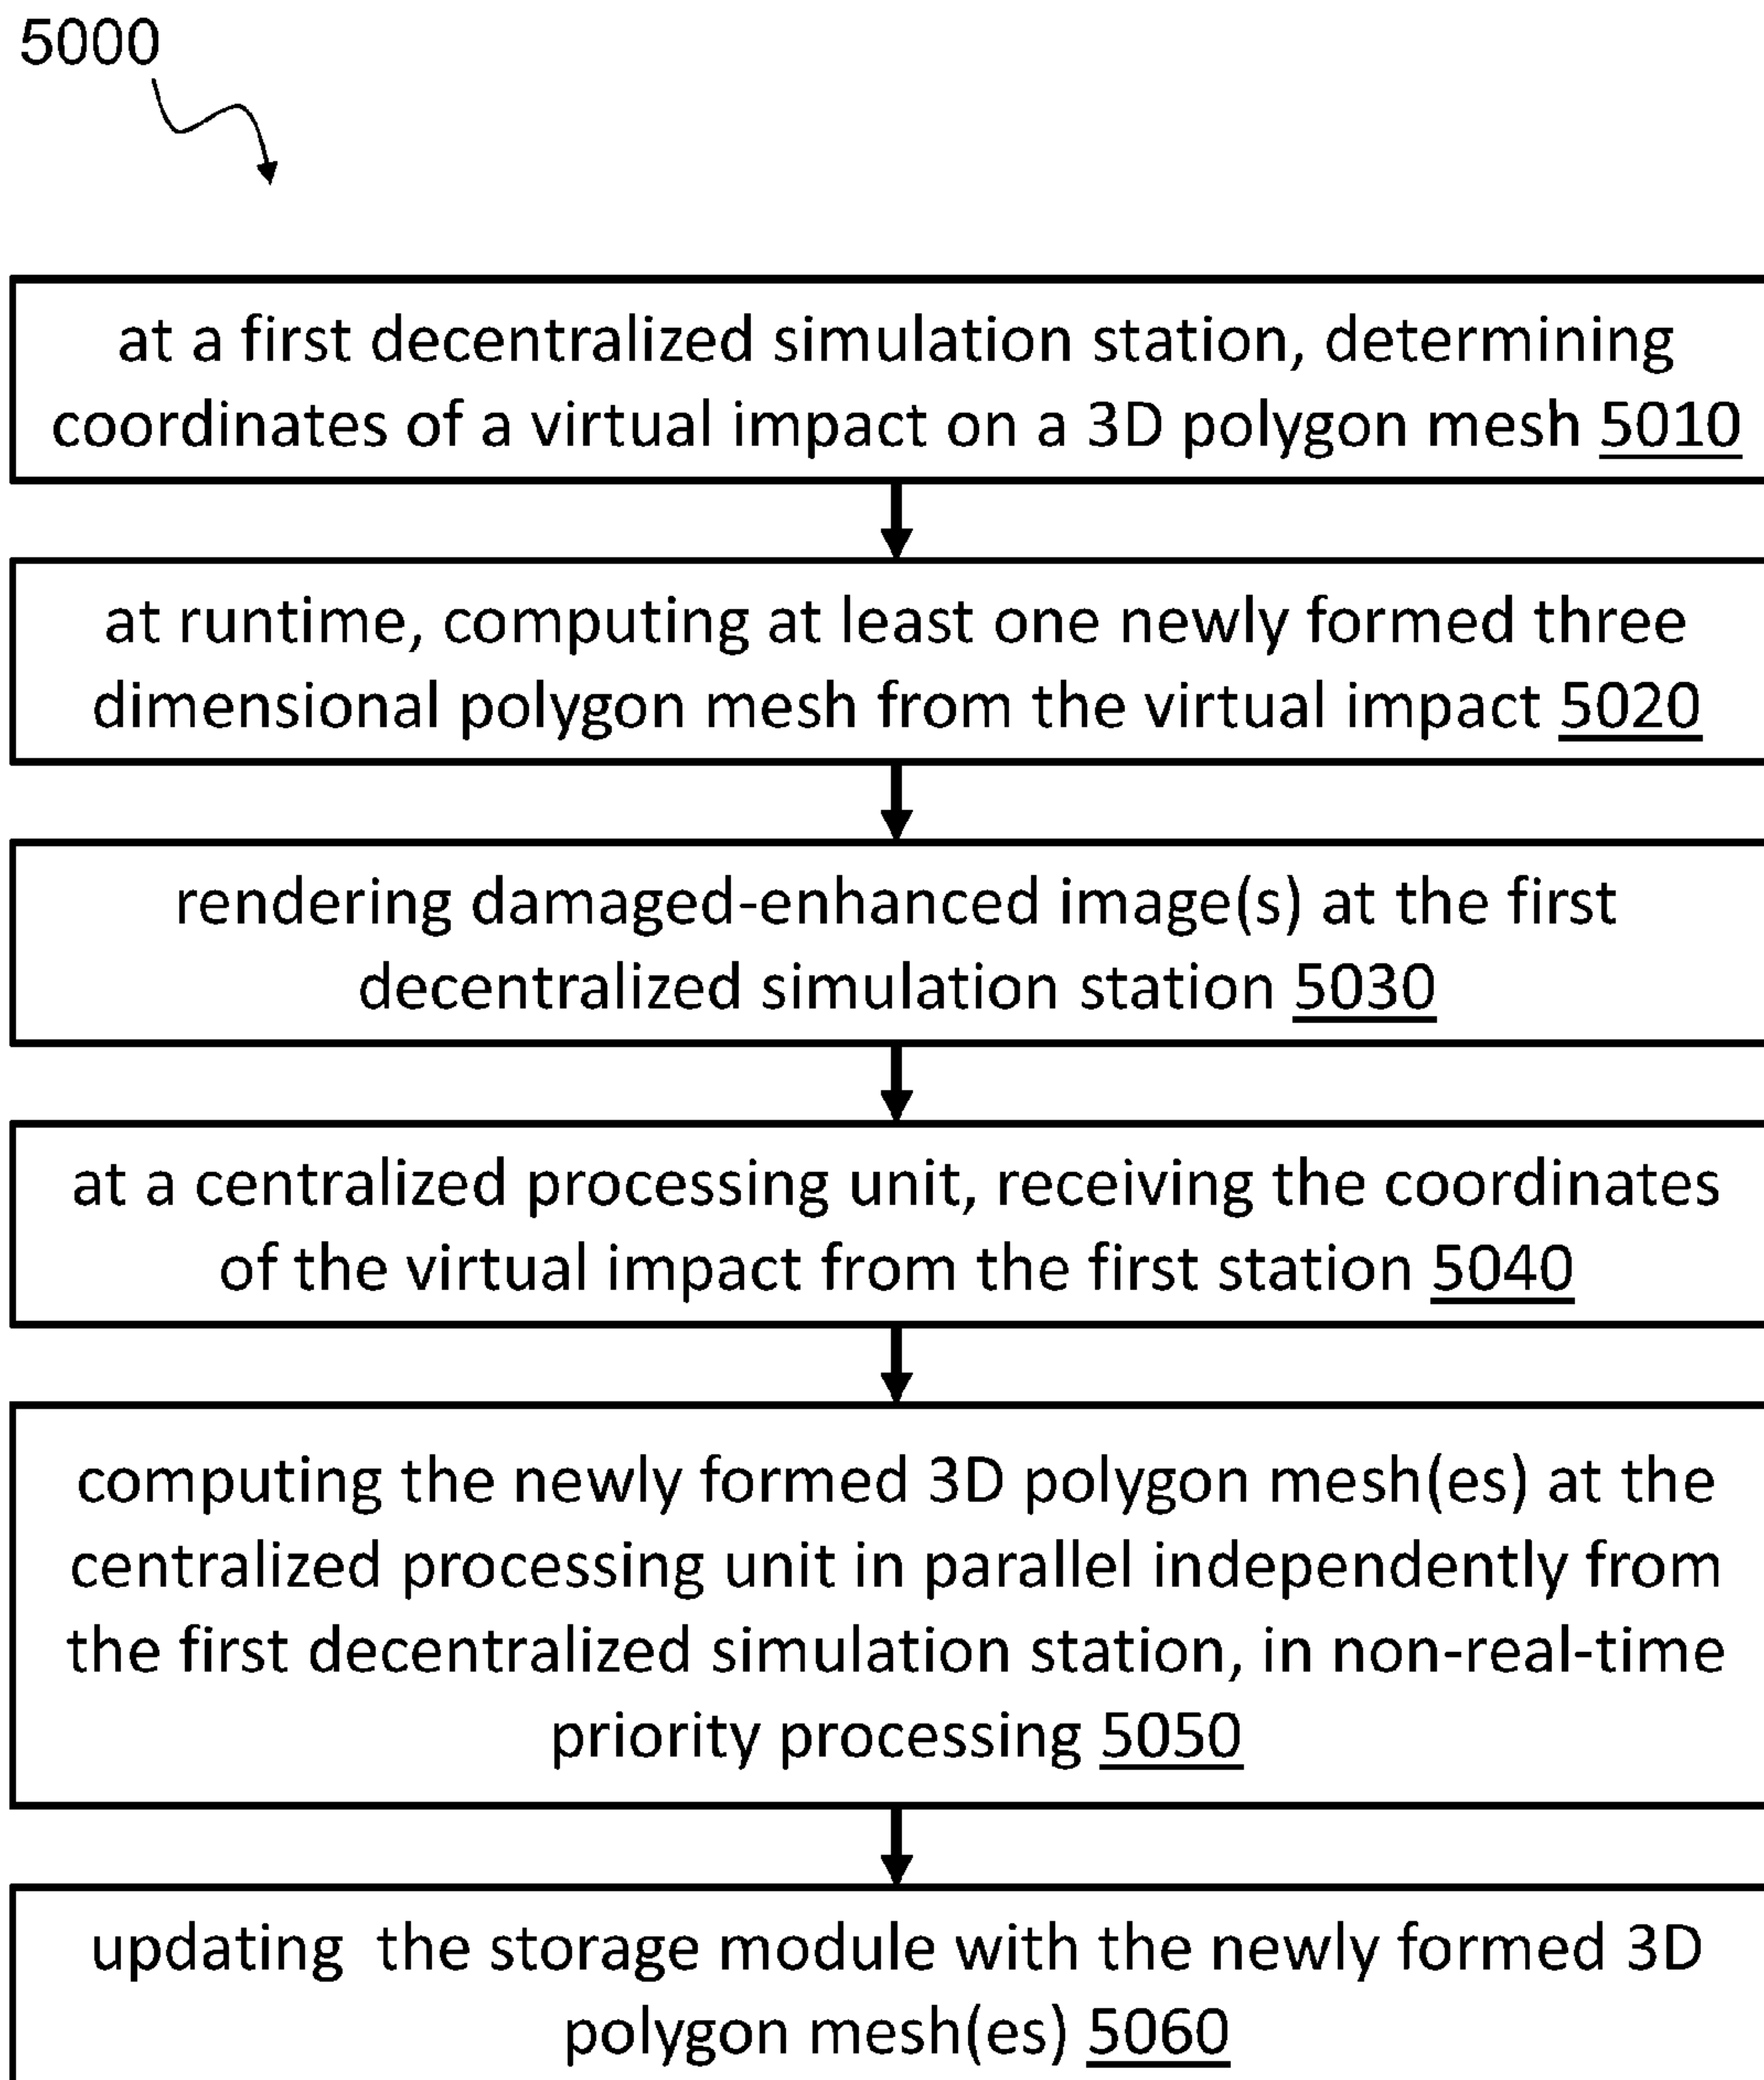 5000
at a first decentralized simulation station, determining
coordinates of a virtual impact on a 3D polygon mesh 5010
at runtime, computing at least one newly formed three
dimensional polygon mesh from the virtual impact 5020
rendering damaged-enhanced image(s) at the first
decentralized simulation station 5030
at a centralized processing unit, receiving the coordinates
of the virtual impact from the first station 5040
computing the newly formed 3D polygon mesh(es) at the
centralized processing unit in parallel independently from
the first decentralized simulation station, in non-real-time
priority processing 5050
updating the storage module with the newly formed 3D
polygon mesh(es) 5060